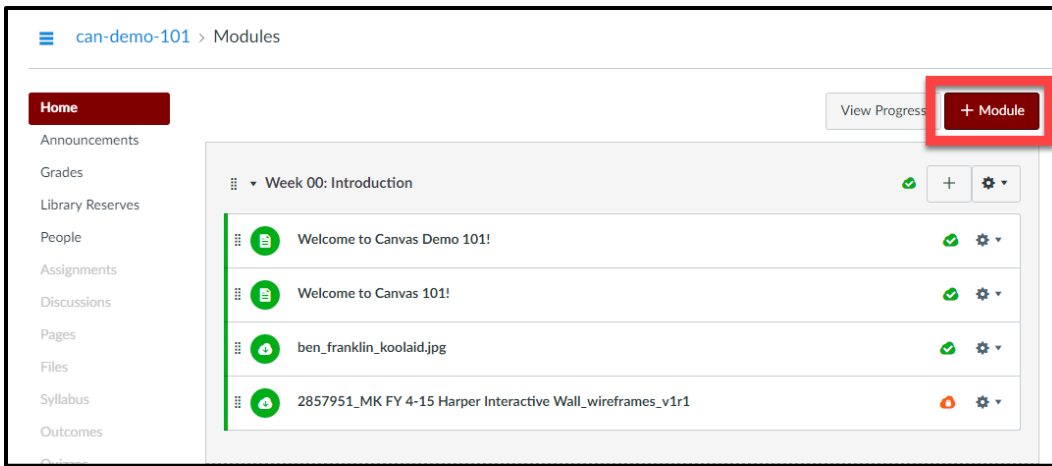 can-demo-101 > Modules
Home
Announcements
Grades
Library Reserves
People
Assignments
Discussions
Pages
Files
Syllabus
Outcomes
Quizzes
View Progress
+ Module
Week 00: Introduction
Welcome to Canvas Demo 101!
Welcome to Canvas 101!
ben_franklin_koolaid.jpg
2857951_MK FY 4-15 Harper Interactive Wall_wireframes_v1r1